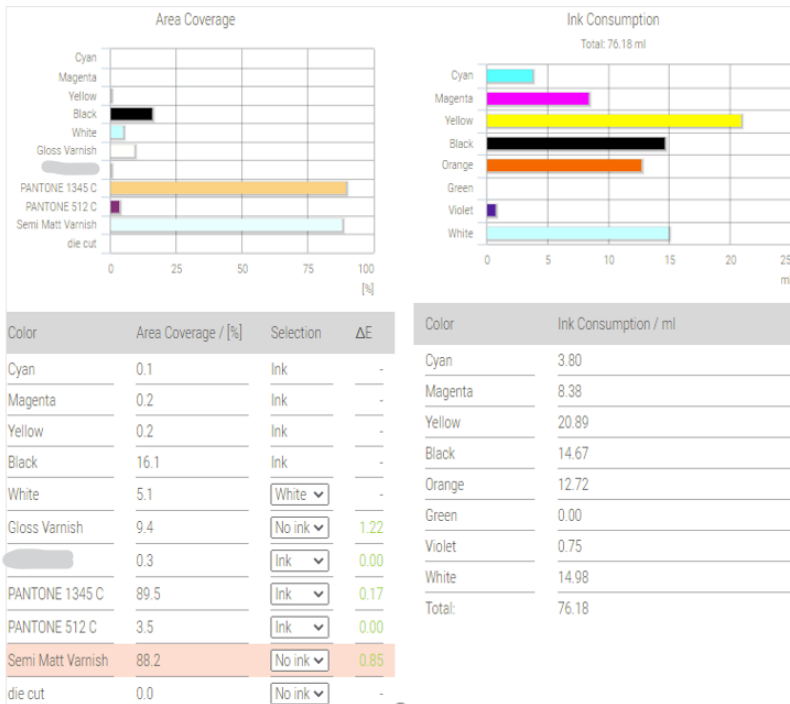 Area Coverage
Cyan
Magenta
Yellow
Black
White
Gloss Varnish
PANTONE 1345 C
PANTONE 512 C
Semi Matt Varnish
die cut
0 25 50 75 100
[%]
Ink Consumption
Total: 76.18 ml
Cyan
Magenta
Yellow
Black
Orange
Green
Violet
White
0 5 10 15 20 25
Color Area Coverage / [%] Selection ΔE
Cyan 0.1 Ink -
Magenta 0.2 Ink -
Yellow 0.2 Ink -
Black 16.1 Ink -
White 5.1 White -
Gloss Varnish 9.4 No ink 1.22
0.3 Ink 0.00
PANTONE 1345 C 89.5 Ink 0.17
PANTONE 512 C 3.5 Ink 0.00
Semi Matt Varnish 88.2 No ink 0.85
die cut 0.0 No ink -
Color Ink Consumption / ml
Cyan 3.80
Magenta 8.38
Yellow 20.89
Black 14.67
Orange 12.72
Green 0.00
Violet 0.75
White 14.98
Total: 76.18